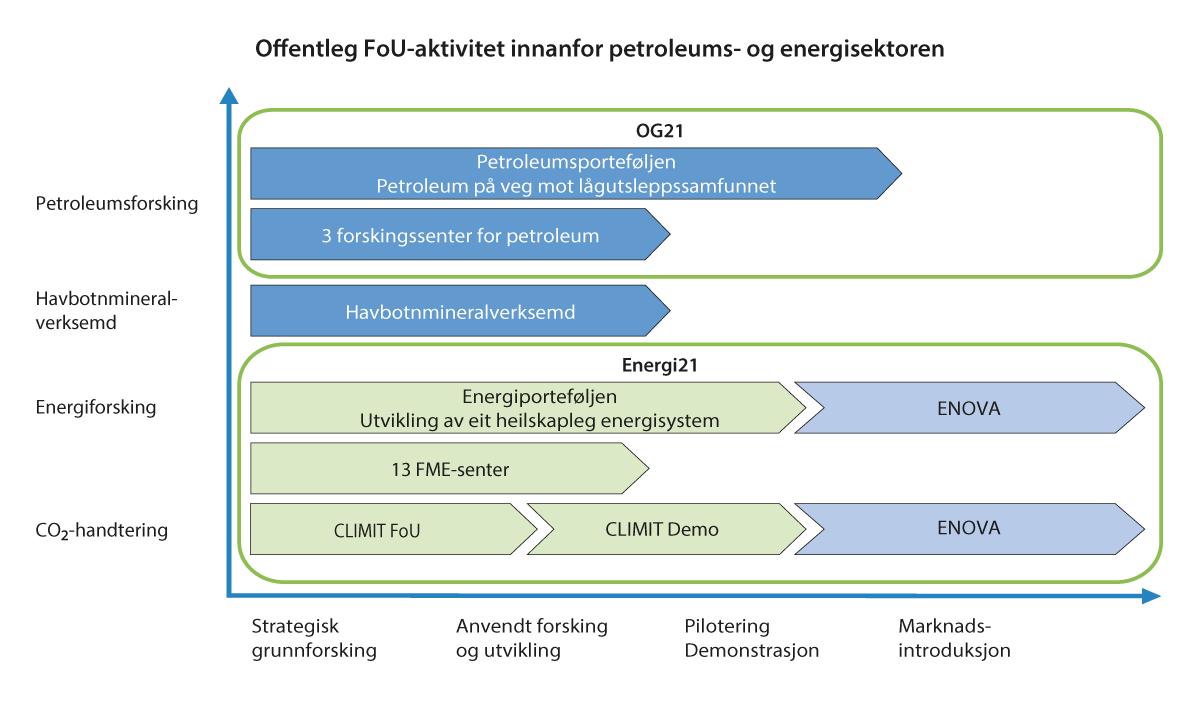 Offentleg FoU-aktivitet innanfor petroleums- og energisektoren
OG21
Petroleumsforsking
Petroleumsporteføljen
Petroleum på veg mot lågutsleppssamfunnet
3 forskingssenter for petroleum
Havbotnmineral-
verksemd
Havbotnmineralverksemd
Energi21
Energiforsking
Energiporteføljen
Utvikling av eit heilskapleg energisystem
ENOVA
13 FME-senter
CO₂-handtering
CLIMIT FoU
CLIMIT Demo
ENOVA
Strategisk
grunnforsking
Anvendt forsking
og utvikling
Pilotering
Demonstrasjon
Marknads-
introduksjon